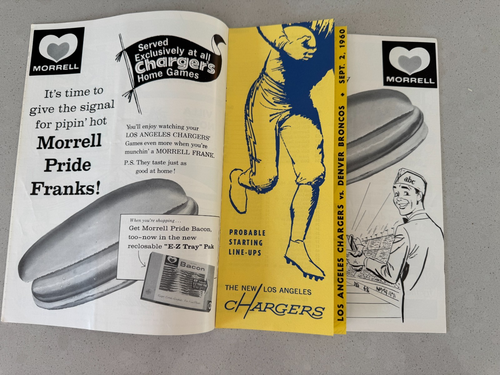 MORRELL
It's time to
give the signal
for pipin' hot
Morrell
Pride
Franks!
Served
Exclusively at all
Chargers
Home Games
You'll enjoy watching your
LOS ANGELES CHARGERS'
Games even more when you're
munchin' a MORRELL FRANK.
P.S. They taste just as
good at home!
When you're shopping...
Get Morrell Pride Bacon,
too-now in the new
reclosable "E-Z Tray" Pak
Bacon
PROBABLE
STARTING
LINE-UPS
THE NEW LOS ANGELES
CHARGERS
LOS ANGELES CHARGERS vs. DENVER BRONCOS • SEPT. 2, 1960
MORRELL
abc